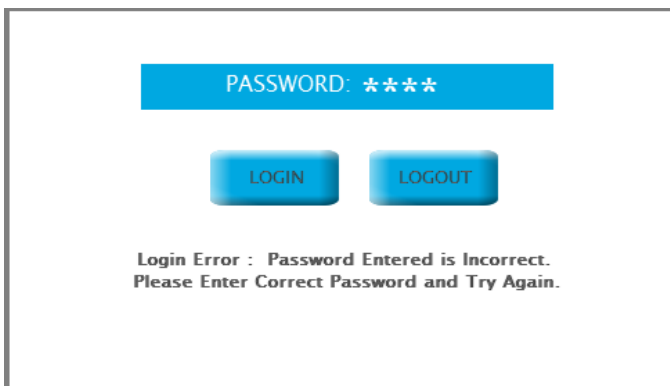 PASSWORD: ****
LOGIN LOGOUT
Login Error : Password Entered is Incorrect.
Please Enter Correct Password and Try Again.